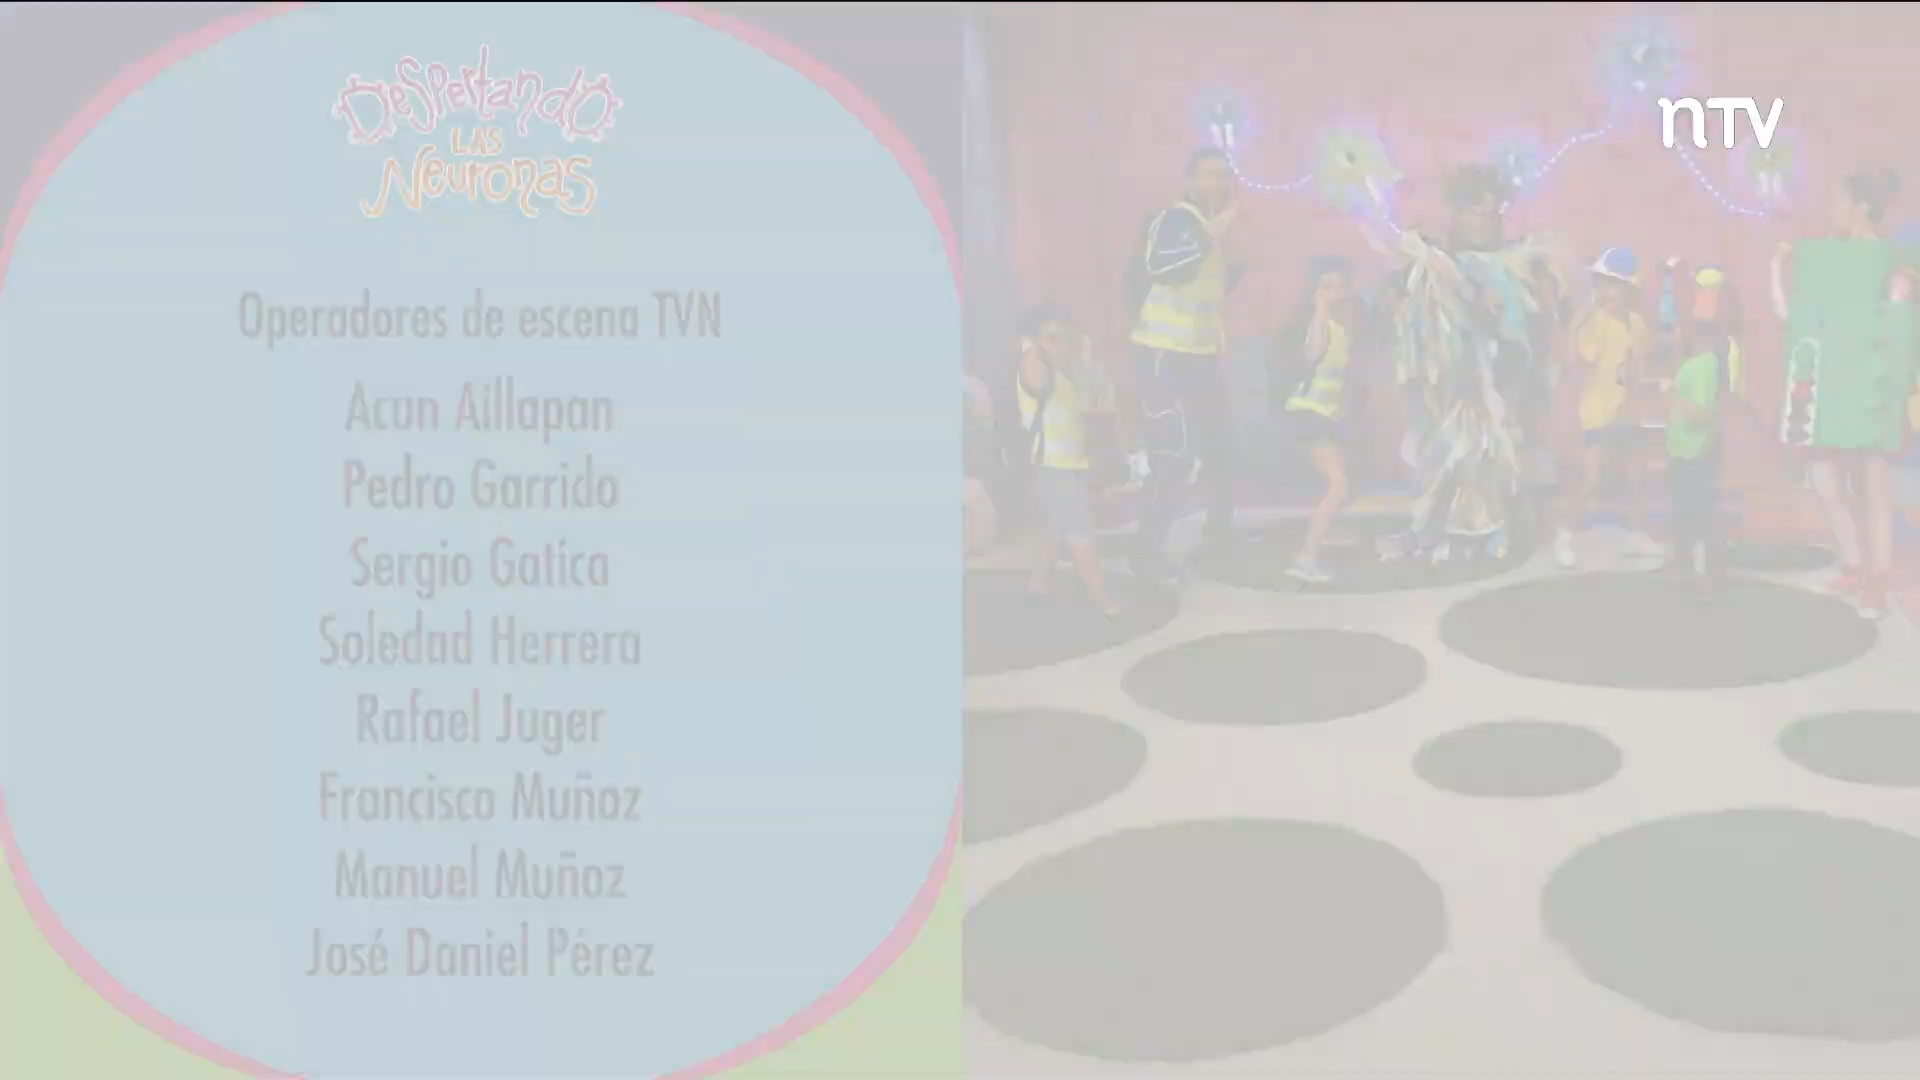 Despertando
LAS
Neuronas
nTV
Operadores de escena TVN
Acun Aillapan
Pedro Garrido
Sergio Gatica
Soledad Herrera
Rafael Juger
Francisco Muñoz
Manuel Muñoz
José Daniel Pérez